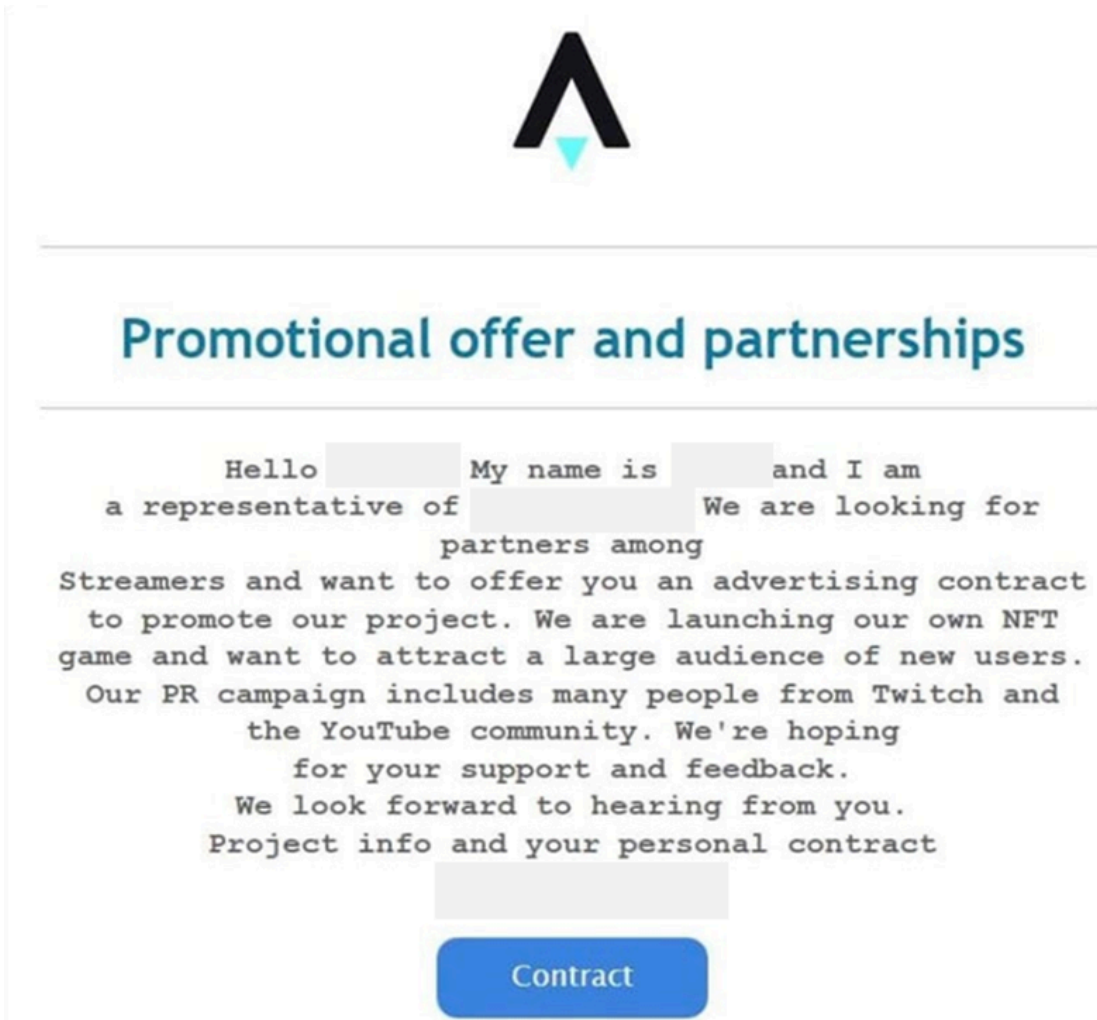 Promotional offer and partnerships
Hello My name is and I am
a representative of We are looking for
partners among
Streamers and want to offer you an advertising contract
to promote our project. We are launching our own NFT
game and want to attract a large audience of new users.
Our PR campaign includes many people from Twitch and
the YouTube community. We're hoping
for your support and feedback.
We look forward to hearing from you.
Project info and your personal contract
Contract